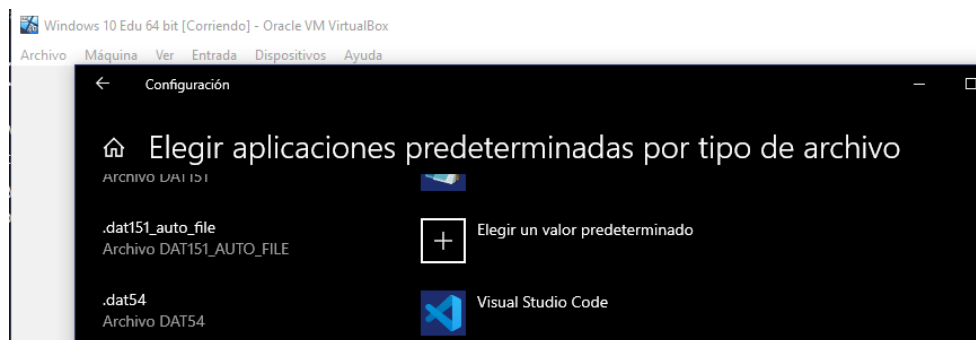 Windows 10 Edu 64 bit [Corriendo] - Oracle VM VirtualBox
Archivo Máquina Ver Entrada Dispositivos Ayuda
Configuración
Elegir aplicaciones predeterminadas por tipo de archivo
Archivo DAT151
.dat151_auto_file
Archivo DAT151_AUTO_FILE
Elegir un valor predeterminado
.dat54
Archivo DAT54
Visual Studio Code